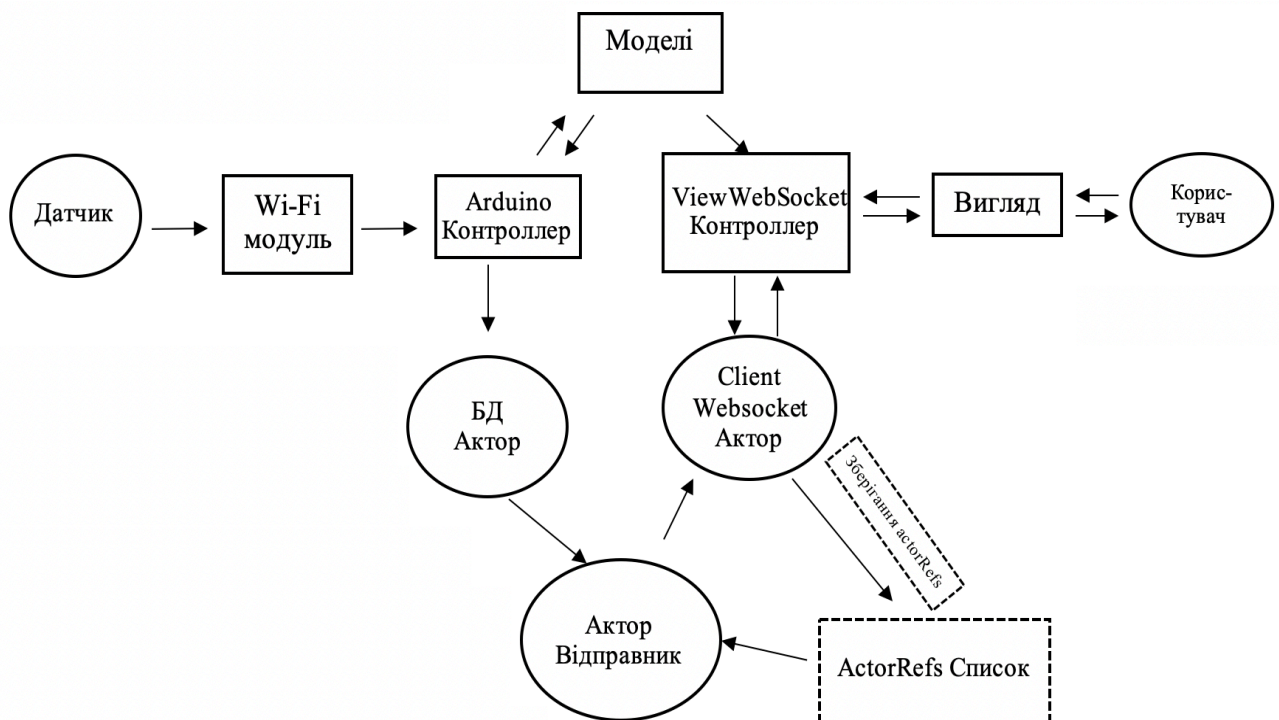 Моделі
Датчик
Wi-Fi
модуль
Arduino
Контроллер
ViewWebSocket
Контроллер
Вигляд
Корис-
тувач
БД
Актор
Client
Websocket
Актор
Зберігання actorRefs
Актор
Відправник
ActorRefs Список